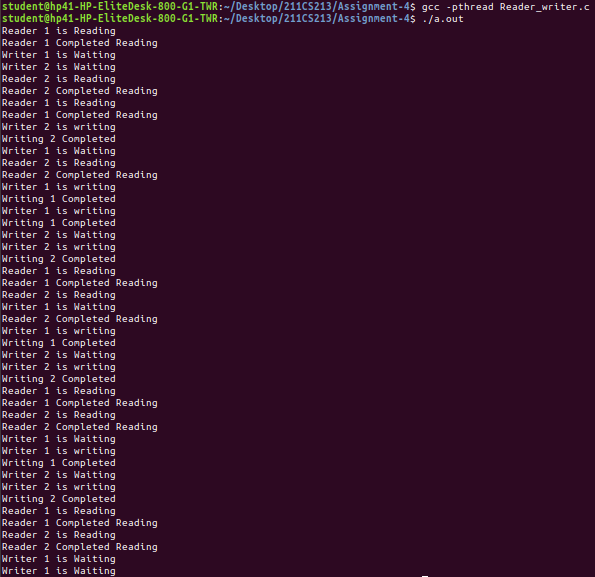 student@hp41-HP-EliteDesk-800-G1-TWR:~/Desktop/211CS213/Assignment-4$ gcc -pthread Reader_writer.c
student@hp41-HP-EliteDesk-800-G1-TWR:~/Desktop/211CS213/Assignment-4$ ./a.out
Reader 1 is Reading
Reader 1 Completed Reading
Writer 1 is Waiting
Writer 2 is Waiting
Reader 2 is Reading
Reader 2 Completed Reading
Reader 1 is Reading
Reader 1 Completed Reading
Writer 2 is writing
Writing 2 Completed
Writer 1 is Waiting
Reader 2 is Reading
Reader 2 Completed Reading
Writer 1 is writing
Writing 1 Completed
Writer 1 is writing
Writing 1 Completed
Writer 2 is Waiting
Writer 2 is writing
Writing 2 Completed
Reader 1 is Reading
Reader 1 Completed Reading
Reader 2 is Reading
Writer 1 is Waiting
Reader 2 Completed Reading
Writer 1 is writing
Writing 1 Completed
Writer 2 is Waiting
Writer 2 is writing
Writing 2 Completed
Reader 1 is Reading
Reader 1 Completed Reading
Reader 2 is Reading
Reader 2 Completed Reading
Writer 1 is Waiting
Writer 1 is writing
Writing 1 Completed
Writer 2 is Waiting
Writer 2 is writing
Writing 2 Completed
Reader 1 is Reading
Reader 1 Completed Reading
Reader 2 is Reading
Reader 2 Completed Reading
Writer 1 is Waiting
Writer 1 is Waiting